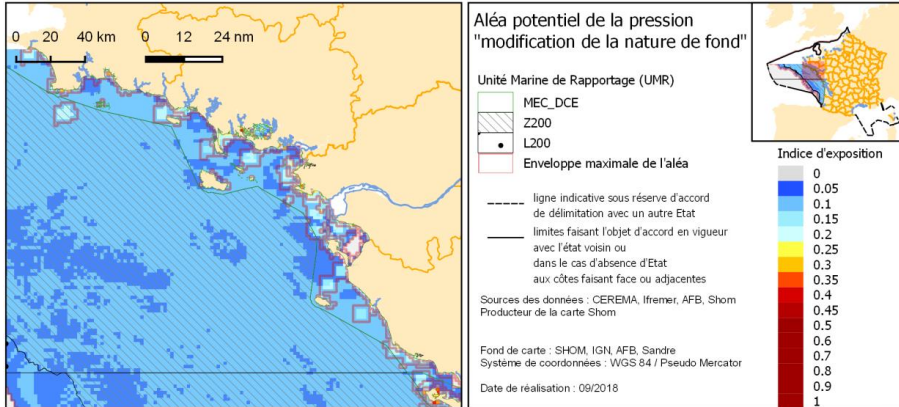 0 20 40 km
0 12 24 nm
Aléa potentiel de la pression
"modification de la nature de fond"
Unité Marine de Rapportage (UMR)
MEC_DCE
Z200
L200
Enveloppe maximale de l'aléa
ligne indicative sous réserve d'accord
de délimitation avec un autre Etat
limites faisant l'objet d'accord en vigueur
avec l'état voisin ou
dans le cas d'absence d'Etat
aux côtes faisant face ou adjacentes
Sources des données : CEREMA, Ifremer, AFB, Shom
Producteur de la carte Shom
Fond de carte : SHOM, IGN, AFB, Sandre
Système de coordonnées : WGS 84 / Pseudo Mercator
Date de réalisation : 09/2018
Indice d'exposition
0
0.05
0.1
0.15
0.2
0.25
0.3
0.35
0.4
0.45
0.5
0.6
0.7
0.8
0.9
1